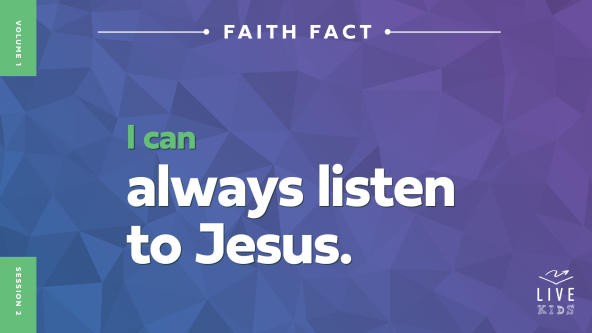 VOLUME 1
FAITH FACT
I can
always listen
to Jesus.
SESSION 2
LIVE
KIDS